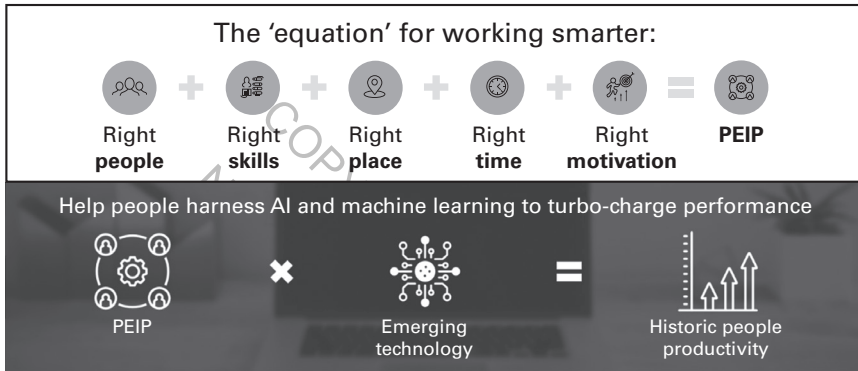 The ‘equation’ for working smarter:
Right people + Right skills + Right place + Right time + Right motivation = PEIP
COPY
Help people harness AI and machine learning to turbo-charge performance
PEIP × Emerging technology = Historic people productivity